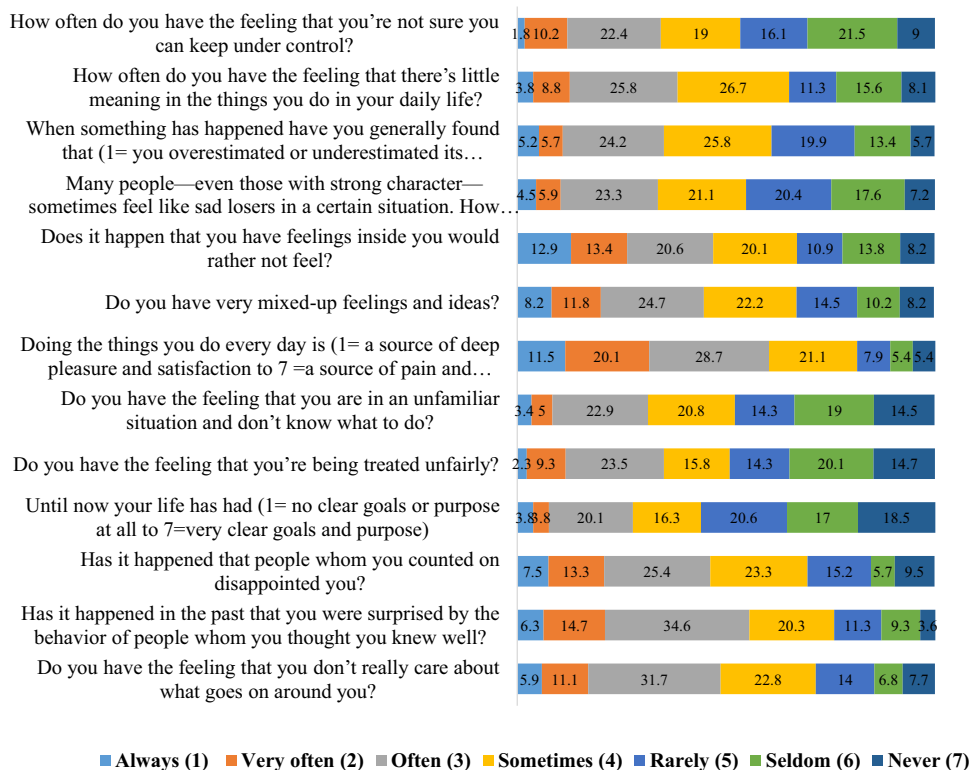 How often do you have the feeling that you're not sure you
can keep under control?
1.8 10.2 22.4 19 16.1 21.5 9
How often do you have the feeling that there's little
meaning in the things you do in your daily life?
3.8 8.8 25.8 26.7 11.3 15.6 8.1
When something has happened have you generally found
that (1= you overestimated or underestimated its…
5.2 5.7 24.2 25.8 19.9 13.4 5.7
Many people—even those with strong character—
sometimes feel like sad losers in a certain situation. How…
4.5 5.9 23.3 21.1 20.4 17.6 7.2
Does it happen that you have feelings inside you would
rather not feel?
12.9 13.4 20.6 20.1 10.9 13.8 8.2
Do you have very mixed-up feelings and ideas?
8.2 11.8 24.7 22.2 14.5 10.2 8.2
Doing the things you do every day is (1= a source of deep
pleasure and satisfaction to 7 =a source of pain and…
11.5 20.1 28.7 21.1 7.9 5.4 5.4
Do you have the feeling that you are in an unfamiliar
situation and don't know what to do?
3.4 5 22.9 20.8 14.3 19 14.5
Do you have the feeling that you're being treated unfairly?
2.3 9.3 23.5 15.8 14.3 20.1 14.7
Until now your life has had (1= no clear goals or purpose
at all to 7=very clear goals and purpose)
3.8 3.8 20.1 16.3 20.6 17 18.5
Has it happened that people whom you counted on
disappointed you?
7.5 13.3 25.4 23.3 15.2 5.7 9.5
Has it happened in the past that you were surprised by the
behavior of people whom you thought you knew well?
6.3 14.7 34.6 20.3 11.3 9.3 3.6
Do you have the feeling that you don't really care about
what goes on around you?
5.9 11.1 31.7 22.8 14 6.8 7.7
Always (1) Very often (2) Often (3) Sometimes (4) Rarely (5) Seldom (6) Never (7)